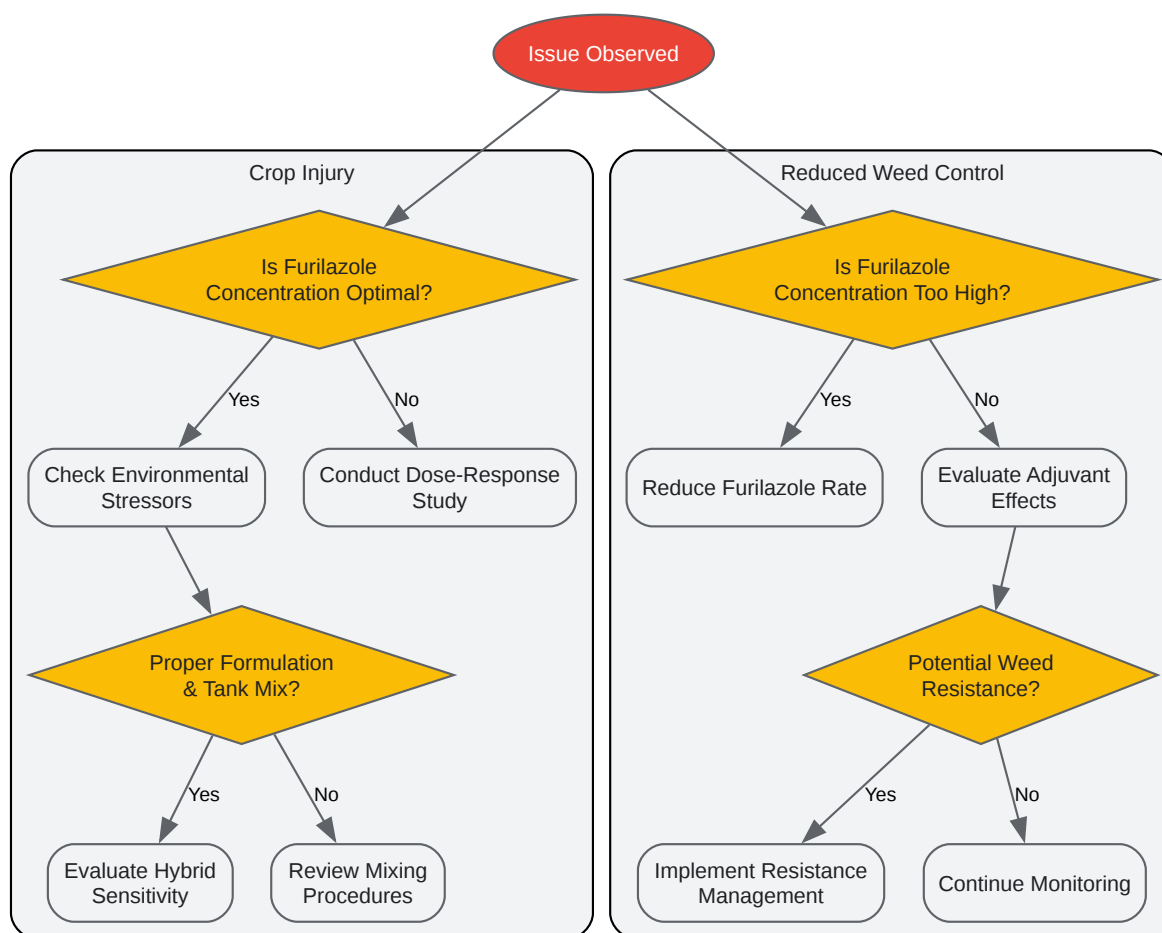 Issue Observed
Crop Injury
Is Furilazole
Concentration Optimal?
Yes
No
Check Environmental
Stressors
Conduct Dose-Response
Study
Proper Formulation
& Tank Mix?
Yes
No
Evaluate Hybrid
Sensitivity
Review Mixing
Procedures
Reduced Weed Control
Is Furilazole
Concentration Too High?
Yes
No
Reduce Furilazole Rate
Evaluate Adjuvant
Effects
Potential Weed
Resistance?
Yes
No
Implement Resistance
Management
Continue Monitoring